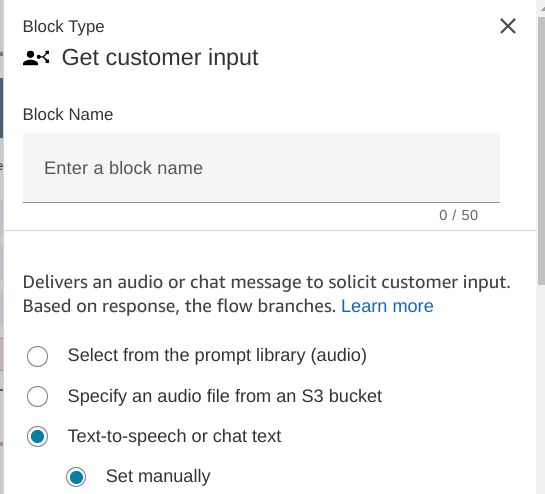 Block Type
Get customer input
Block Name
Enter a block name
0 / 50
Delivers an audio or chat message to solicit customer input.
Based on response, the flow branches. Learn more
Select from the prompt library (audio)
Specify an audio file from an S3 bucket
Text-to-speech or chat text
Set manually